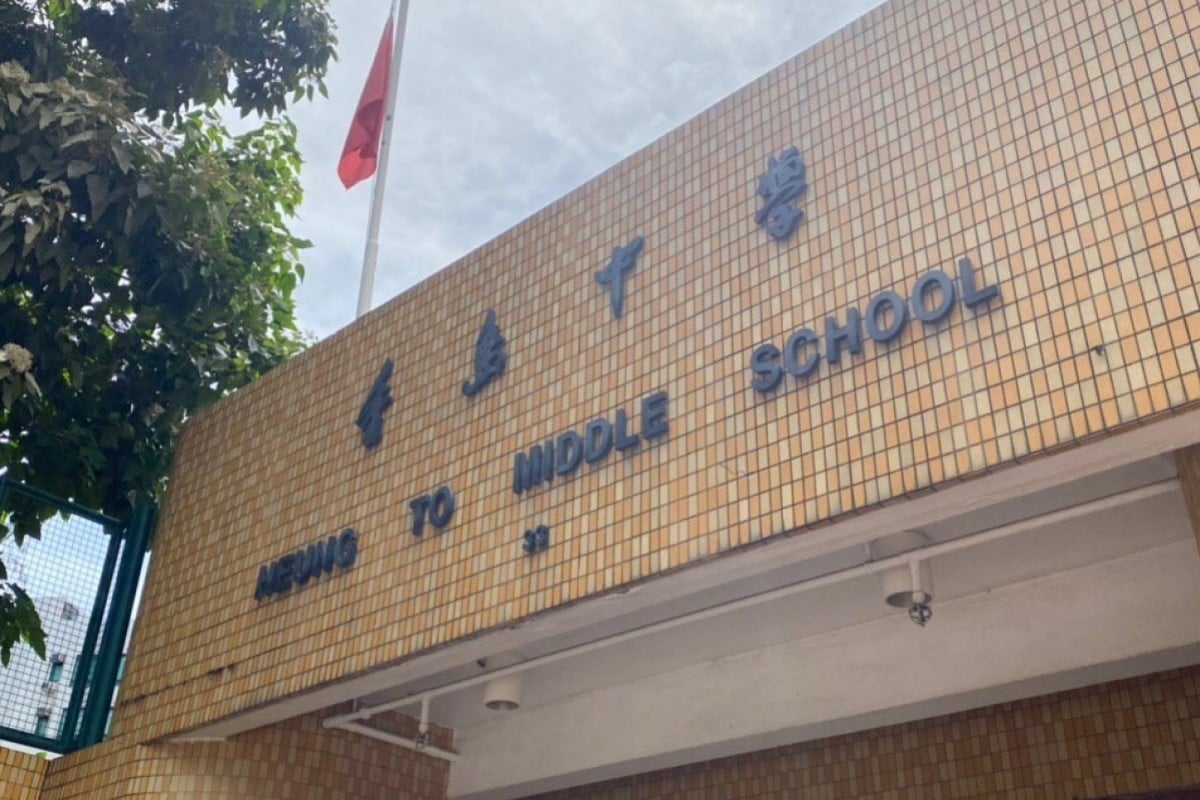 香島中學
HEUNG TO MIDDLE SCHOOL
33